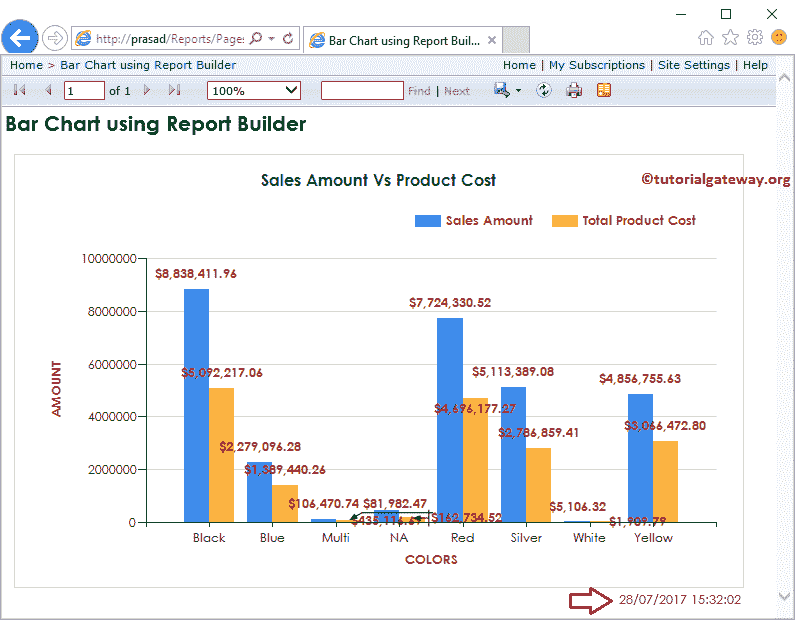 http://prasad/Reports/Page:
Bar Chart using Report Buil...
Home > Bar Chart using Report Builder
Home | My Subscriptions | Site Settings | Help
1 of 1 100% Find | Next
Bar Chart using Report Builder
Sales Amount Vs Product Cost
©tutorialgateway.org
Sales Amount Total Product Cost
AMOUNT
10000000
8000000
6000000
4000000
2000000
0
$8,838,411.96
$5,092,217.06
$2,279,096.28
$1,389,440.26
$106,470.74
$81,982.47
$162,734.52
$7,724,330.52
$4,696,177.27
$5,113,389.08
$2,786,859.41
$5,106.32
$4,856,755.63
$3,066,472.80
Black Blue Multi NA Red Silver White Yellow
COLORS
28/07/2017 15:32:02